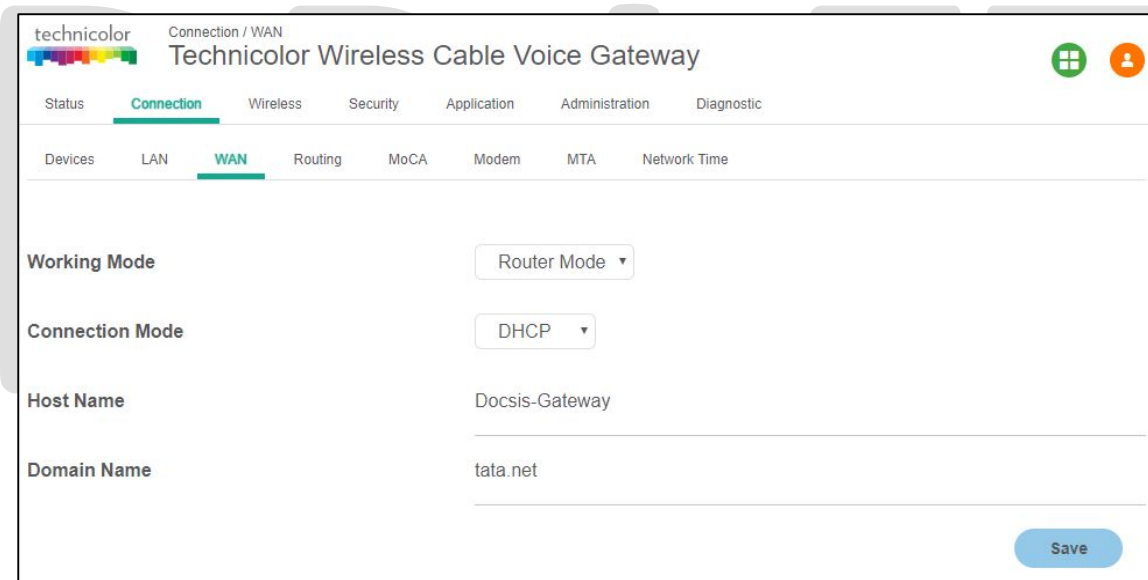 technicolor
Connection / WAN
Technicolor Wireless Cable Voice Gateway
Status Connection Wireless Security Application Administration Diagnostic
Devices LAN WAN Routing MoCA Modem MTA Network Time
Working Mode Router Mode
Connection Mode DHCP
Host Name Docsis-Gateway
Domain Name tata.net
Save